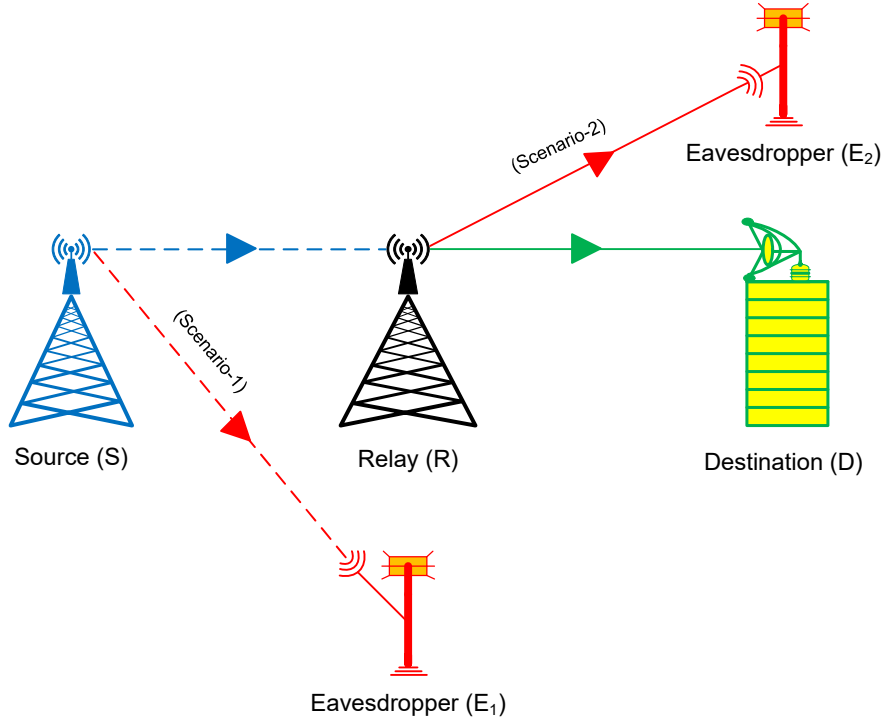 (Scenario-2)
Eavesdropper (E₂)
(Scenario-1)
Source (S)
Relay (R)
Destination (D)
Eavesdropper (E₁)